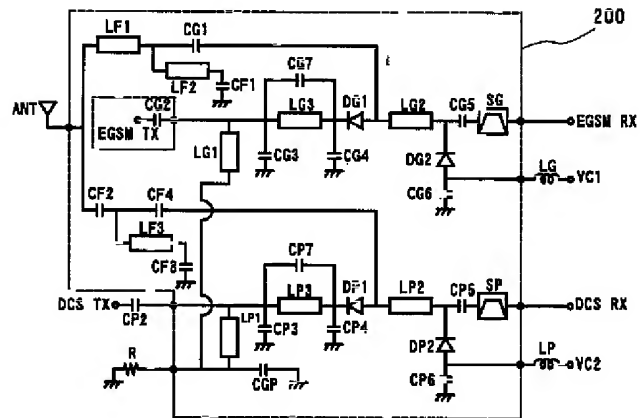 LF1 CG1 200
CG7
LF2 CF1
ANT CG2 LG3 DG1 LG2 CG5 SG
EGSM TX EGSM RX
LG1 CG3 CG4 DG2 LG VC1
CF2 CF4 CG6
LF3 CP7
CF3
DCS TX LP3 DP1 LP2 CP5 SP DCS RX
CP2 LP1 CP3 CP4 DP2 LP
R CGP CP6 VC2